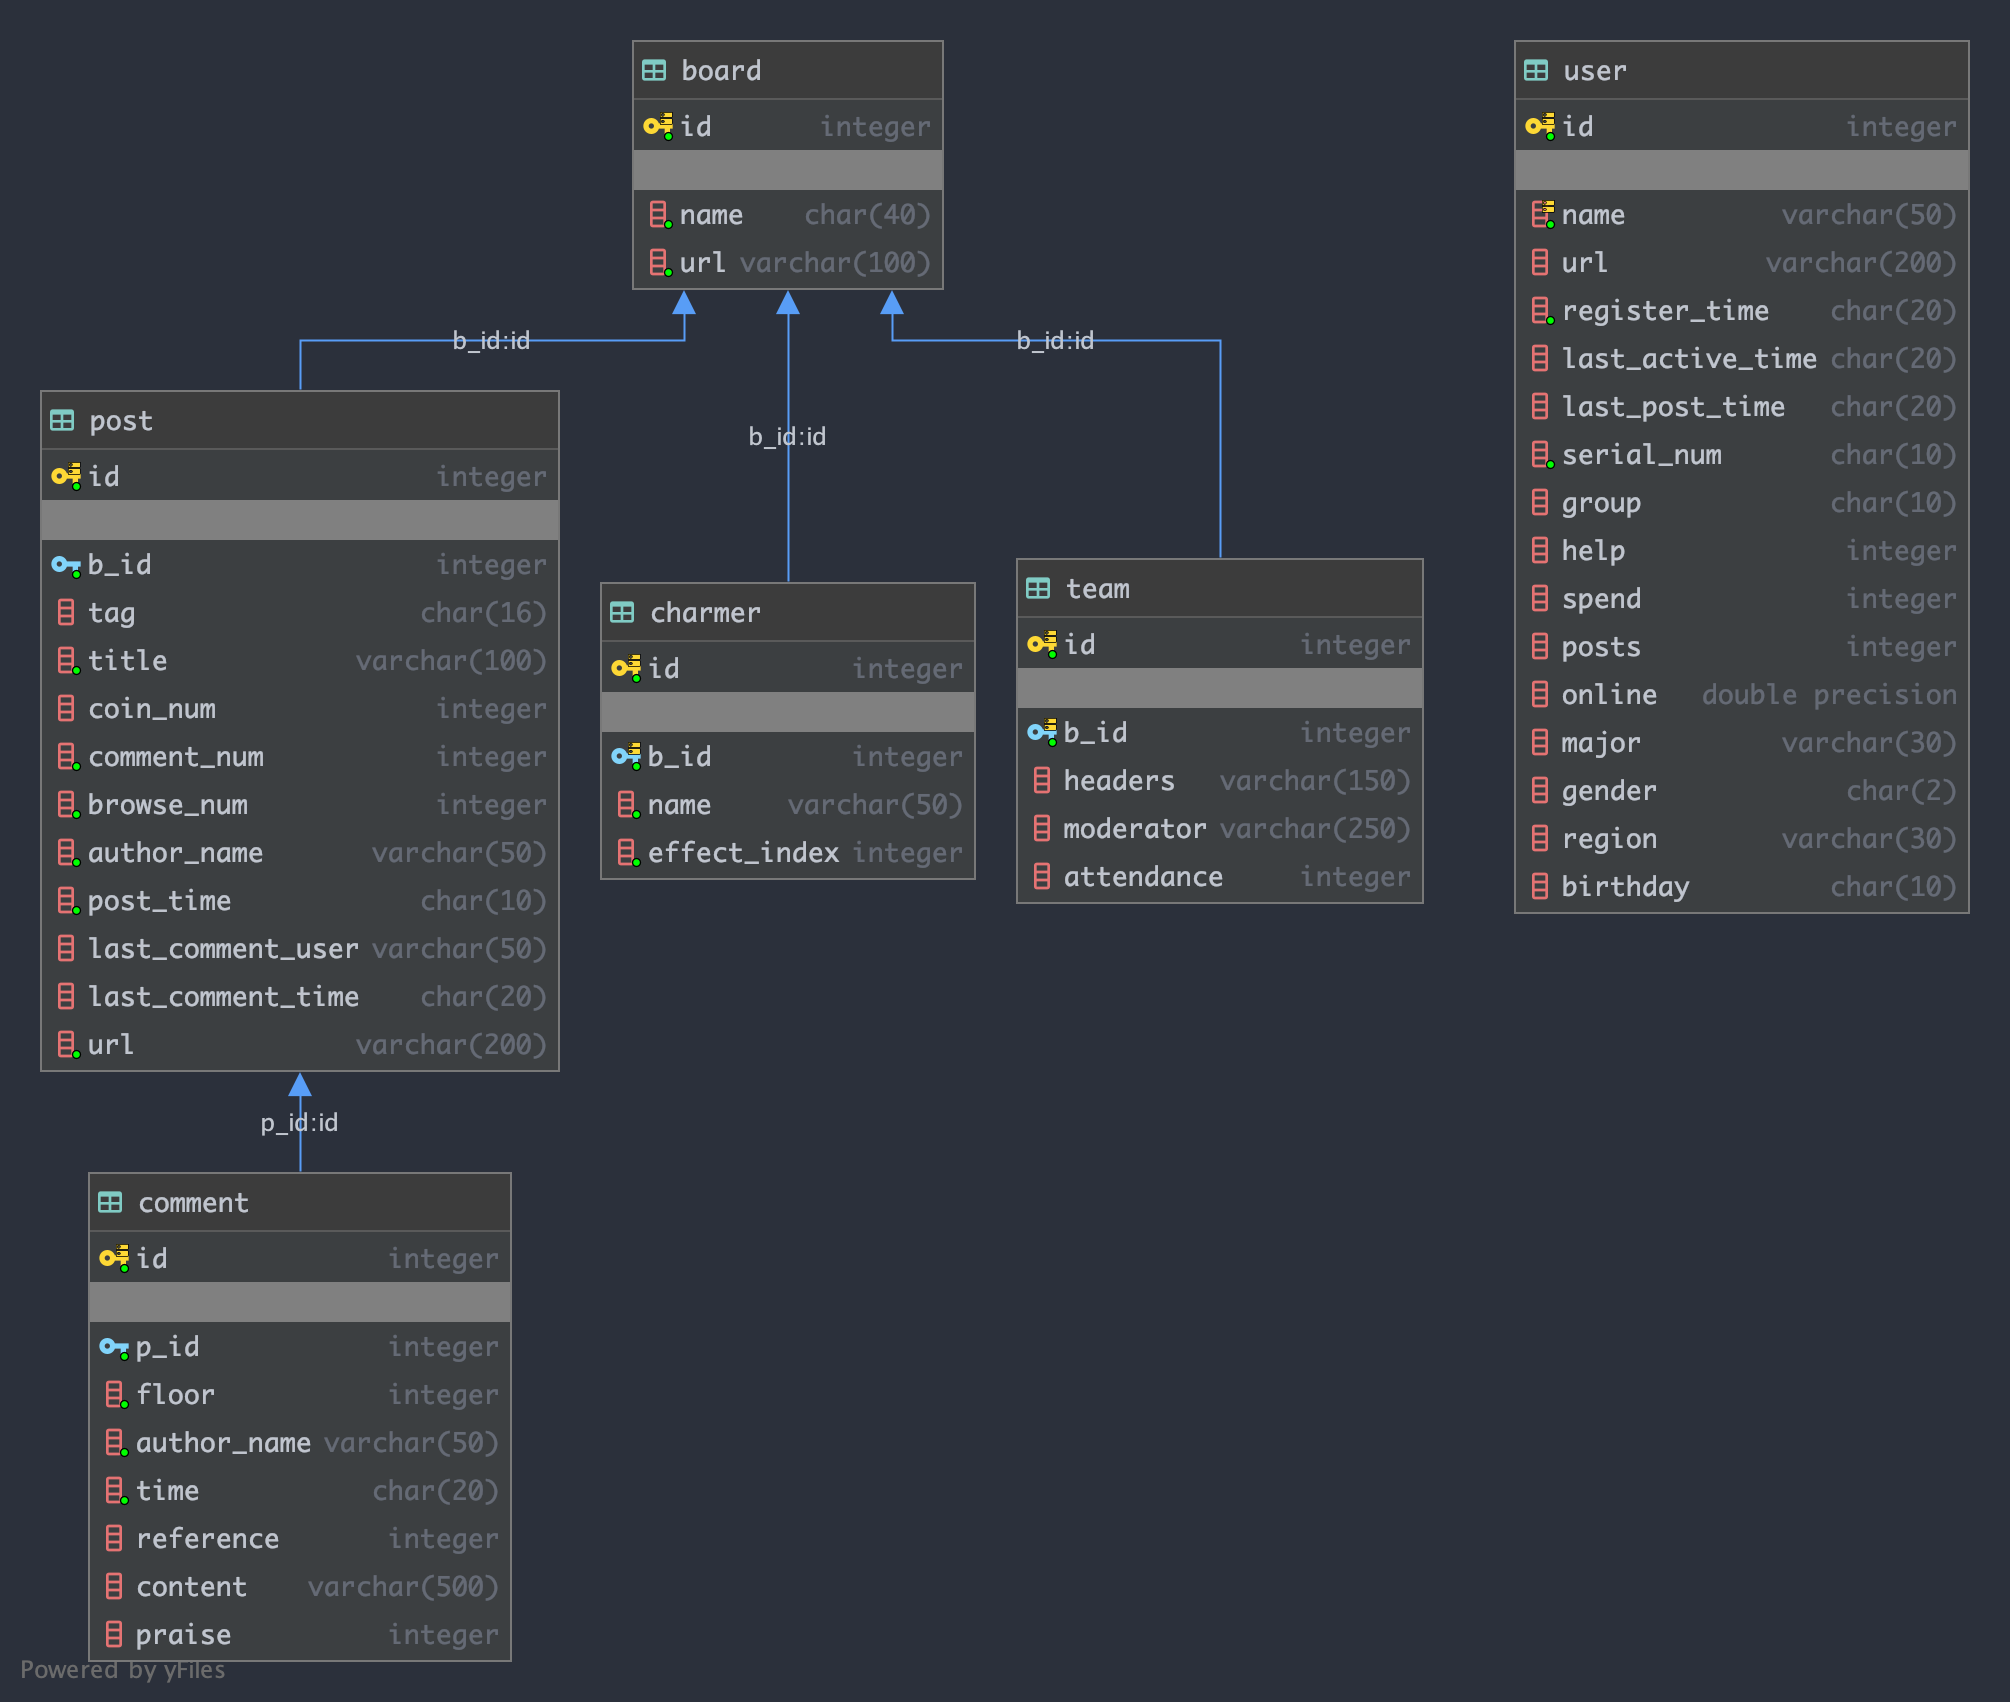 board
id integer
name char(40)
url varchar(100)
user
id integer
name varchar(50)
url varchar(200)
register_time char(20)
last_active_time char(20)
last_post_time char(20)
serial_num char(10)
group char(10)
help integer
spend integer
posts integer
online double precision
major varchar(30)
gender char(2)
region varchar(30)
birthday char(10)
b_id:id
b_id:id
b_id:id
post
id integer
b_id integer
tag char(16)
title varchar(100)
coin_num integer
comment_num integer
browse_num integer
author_name varchar(50)
post_time char(10)
last_comment_user varchar(50)
last_comment_time char(20)
url varchar(200)
charmer
id integer
b_id integer
name varchar(50)
effect_index integer
team
id integer
b_id integer
headers varchar(150)
moderator varchar(250)
attendance integer
p_id:id
comment
id integer
p_id integer
floor integer
author_name varchar(50)
time char(20)
reference integer
content varchar(500)
praise integer
Powered by yFiles